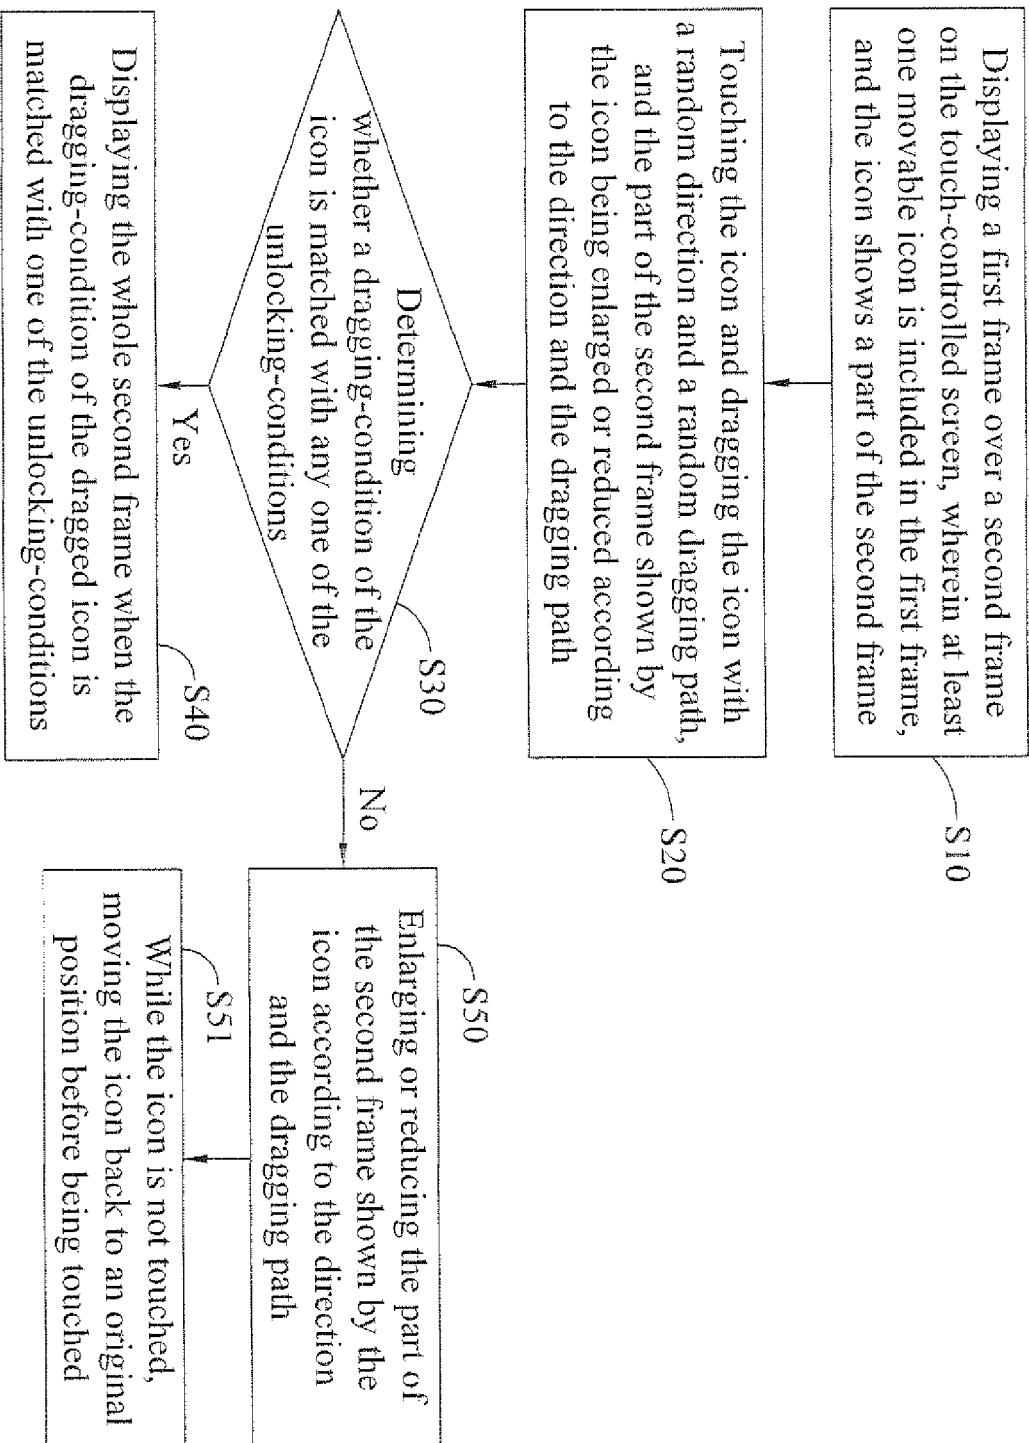 Displaying a first frame over a second frame
on the touch-controlled screen, wherein at least
one movable icon is included in the first frame,
and the icon shows a part of the second frame
S10
Touching the icon and dragging the icon with
a random direction and a random dragging path,
and the part of the second frame shown by
the icon being enlarged or reduced according
to the direction and the dragging path
S20
Determining
whether a dragging-condition of the
icon is matched with any one of the
unlocking-conditions
S30
Yes
No
Displaying the whole second frame when the
dragging-condition of the dragged icon is
matched with one of the unlocking-conditions
S40
Enlarging or reducing the part of
the second frame shown by the
icon according to the direction
and the dragging path
S50
While the icon is not touched,
moving the icon back to an original
position before being touched
S51